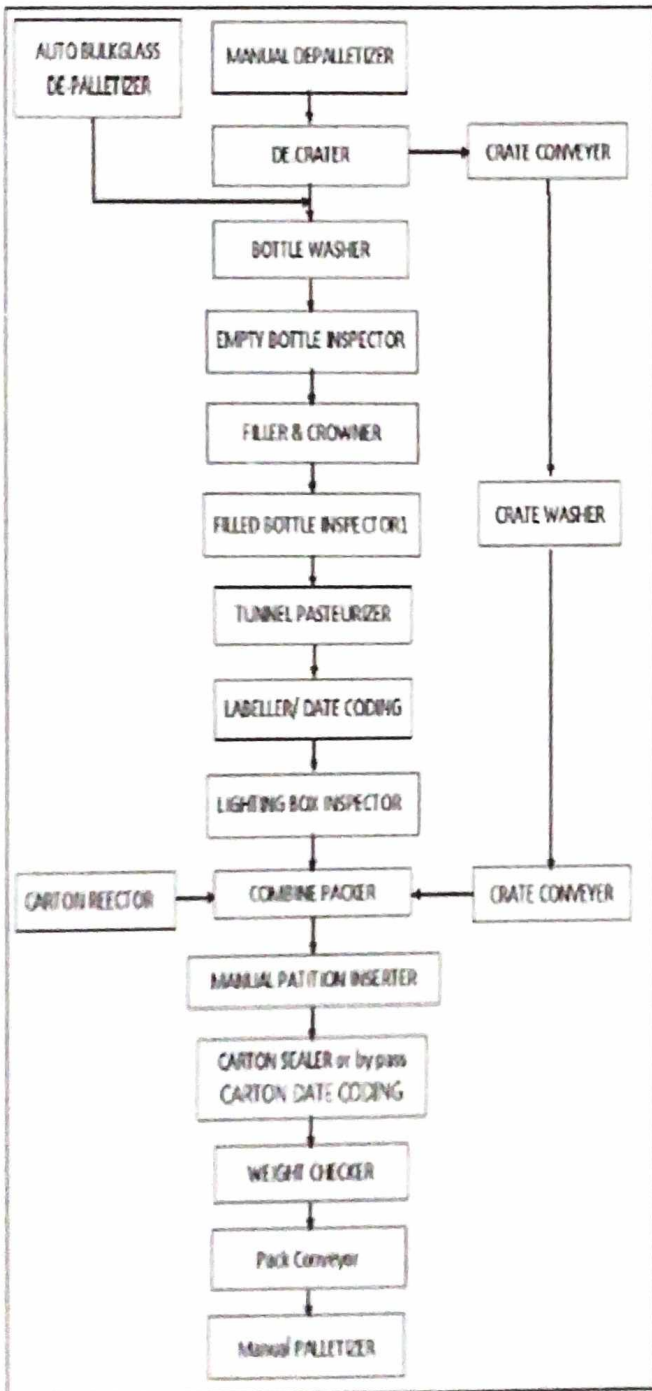 AUTO BULKGLASS
DE-PALLETIZER
MANUAL DEPALLETIZER
DE CRATER
CRATE CONVEYER
BOTTLE WASHER
EMPTY BOTTLE INSPECTOR
FILLER & CROWNER
FILLED BOTTLE INSPECTOR1
CRATE WASHER
TUNNEL PASTEURIZER
LABELLER/ DATE CODING
LIGHTING BOX INSPECTOR
CARTON REECTOR
COMBINE PACKER
CRATE CONVEYER
MANUAL PATITION INSERTER
CARTON SEALER or by pass
CARTON DATE CODING
WEIGHT CHECKER
Pack Conveyor
Manual PALLETIZER